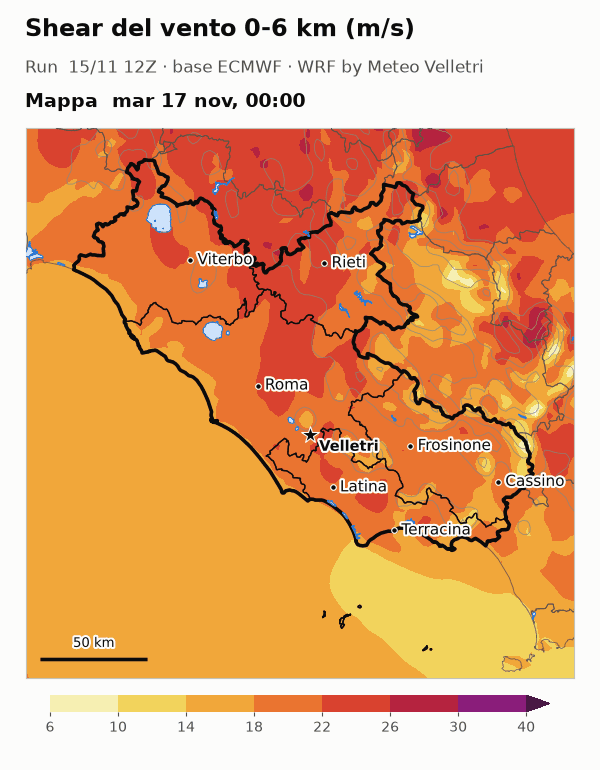 Shear del vento 0-6 km (m/s)
Run 15/11 12Z · base ECMWF · WRF by Meteo Velletri
Mappa mar 17 nov, 00:00
Viterbo
Rieti
Roma
Velletri
Frosinone
Cassino
Latina
Terracina
50 km
6 10 14 18 22 26 30 40